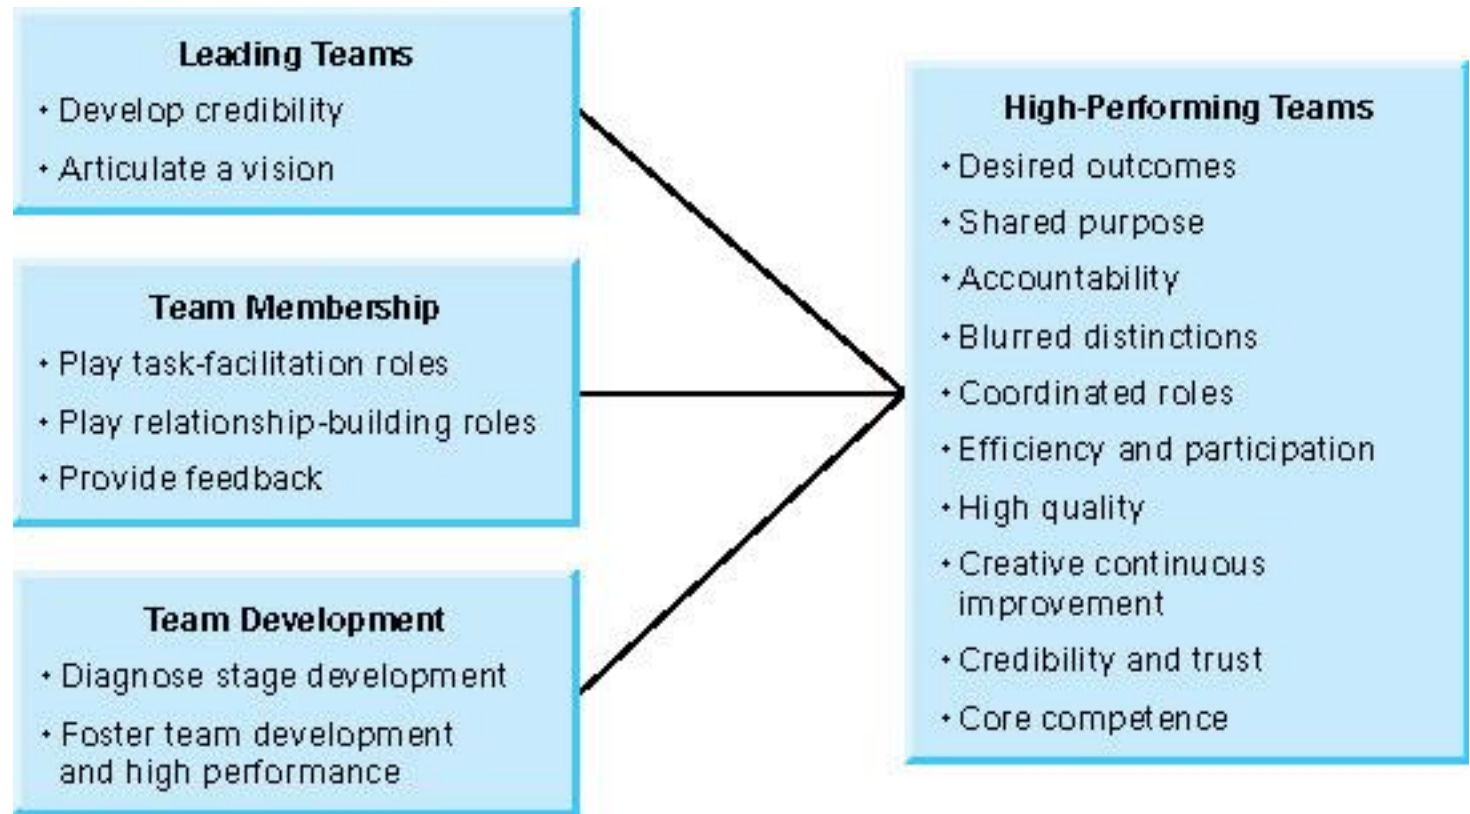 Leading Teams
• Develop credibility
• Articulate a vision
Team Membership
• Play task-facilitation roles
• Play relationship-building roles
• Provide feedback
Team Development
• Diagnose stage development
• Foster team development
and high performance
High-Performing Teams
• Desired outcomes
• Shared purpose
• Accountability
• Blurred distinctions
• Coordinated roles
• Efficiency and participation
• High quality
• Creative continuous
improvement
• Credibility and trust
• Core competence